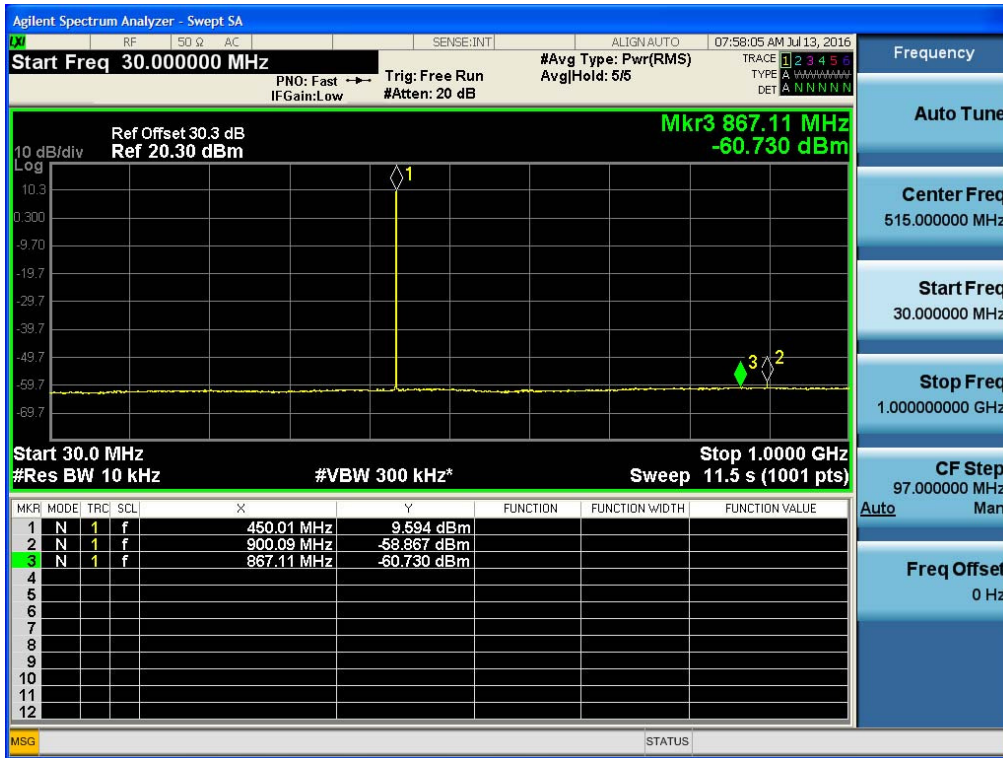 Agilent Spectrum Analyzer - Swept SA
LXI RF 50 Ω AC SENSE:INT ALIGN AUTO 07:58:05 AM Jul 13, 2016
Start Freq 30.000000 MHz
PNO: Fast
IFGain:Low
Trig: Free Run
#Atten: 20 dB
#Avg Type: Pwr(RMS)
Avg|Hold: 5/5
TRACE 1 2 3 4 5 6
TYPE A
DET A N N N N N
Mkr3 867.11 MHz
-60.730 dBm
Ref Offset 30.3 dB
10 dB/div Ref 20.30 dBm
Log
10.3
0.300
-9.70
-19.7
-29.7
-39.7
-49.7
-59.7
-69.7
1
3
2
Start 30.0 MHz Stop 1.0000 GHz
#Res BW 10 kHz #VBW 300 kHz* Sweep 11.5 s (1001 pts)
MKR MODE TRC SCL X Y FUNCTION FUNCTION WIDTH FUNCTION VALUE
1 N 1 f 450.01 MHz 9.594 dBm
2 N 1 f 900.09 MHz -58.867 dBm
3 N 1 f 867.11 MHz -60.730 dBm
4
5
6
7
8
9
10
11
12
MSG STATUS
Frequency
Auto Tune
Center Freq
515.000000 MHz
Start Freq
30.000000 MHz
Stop Freq
1.000000000 GHz
CF Step
97.000000 MHz
Auto Man
Freq Offset
0 Hz